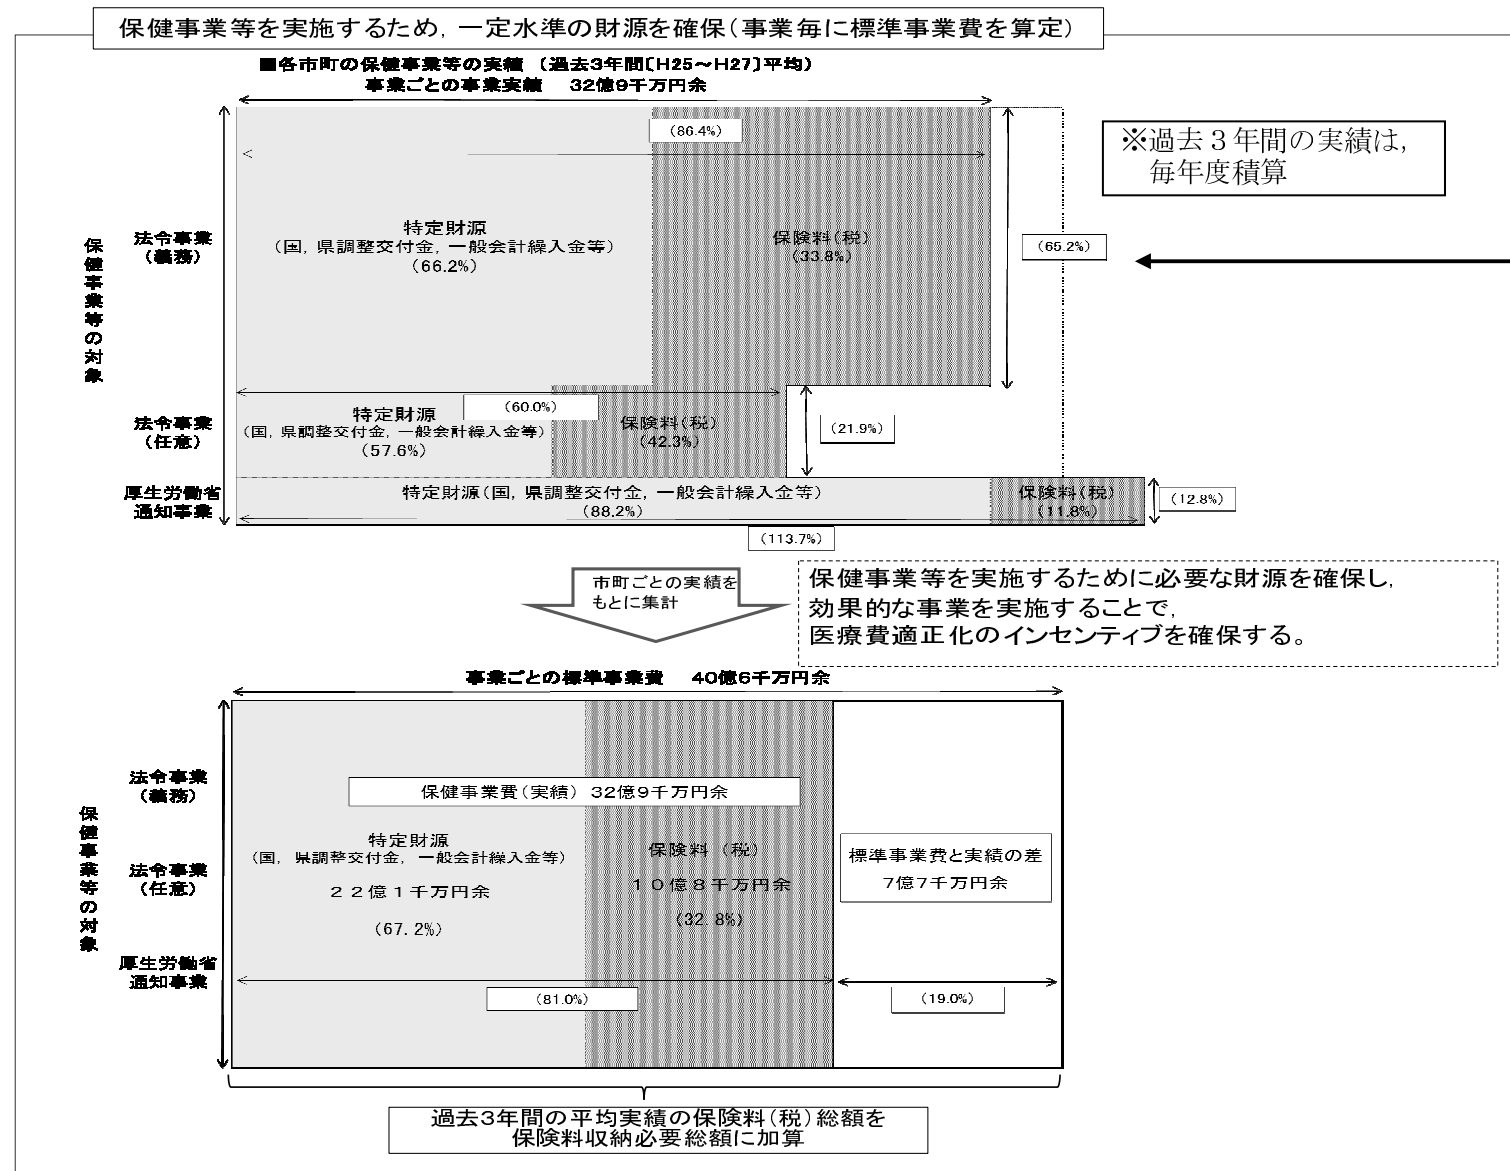 保健事業等を実施するため，一定水準の財源を確保（事業毎に標準事業費を算定）
■各市町の保健事業等の実績（過去3年間〔H25～H27〕平均）
事業ごとの事業実績　32億9千万円余
（86.4%）
※過去３年間の実績は，
毎年度積算
保健事業等の対象
法令事業
（義務）
特定財源
（国，県調整交付金，一般会計繰入金等）
（66.2%）
保険料（税）
（33.8%）
（65.2%）
法令事業
（任意）
（60.0%）
特定財源
（国，県調整交付金，一般会計繰入金等）
（57.6%）
保険料（税）
（42.3%）
（21.9%）
厚生労働省
通知事業
特定財源（国，県調整交付金，一般会計繰入金等）
（88.2%）
保険料（税）
（11.8%）
（12.8%）
（113.7%）
市町ごとの実績を
もとに集計
保健事業等を実施するために必要な財源を確保し，
効果的な事業を実施することで，
医療費適正化のインセンティブを確保する。
事業ごとの標準事業費　40億6千万円余
保健事業等の対象
法令事業
（義務）
保健事業費（実績）　32億9千万円余
法令事業
（任意）
特定財源
（国，県調整交付金，一般会計繰入金等）
２２億１千万円余
（67.2%）
保険料（税）
１０億８千万円余
（32.8%）
標準事業費と実績の差
7億7千万円余
厚生労働省
通知事業
（81.0%）
（19.0%）
過去3年間の平均実績の保険料（税）総額を
保険料収納必要総額に加算